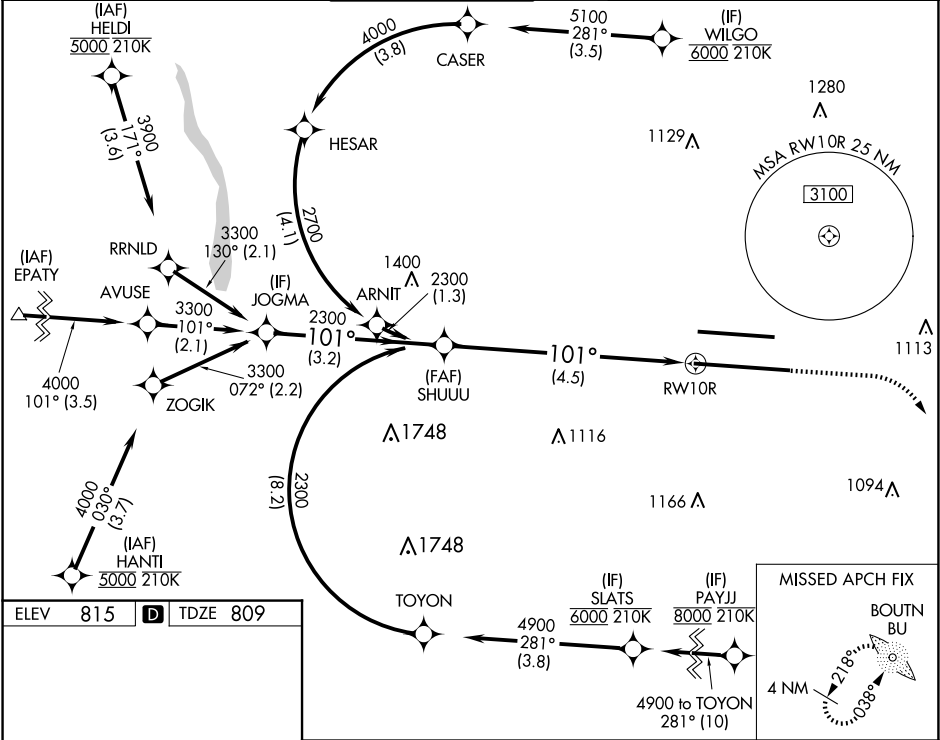 (IAF)
HELDI
5000 210K
3900
171°
(3.6)
4000
(3.8)
CASER
5100
281°
(3.5)
(IF)
WILGO
6000 210K
HESAR
1129
1280
MSA RW10R 25 NM
3100
2700
(4.1)
RRNLD
3300
130° (2.1)
(IAF)
EPATY
AVUSE
(IF)
JOGMA
1400
ARNIT
2300
(1.3)
3300
101°
(2.1)
2300
101°
(3.2)
4000
101° (3.5)
ZOGIK
3300
072° (2.2)
(FAF)
SHUUU
101°
(4.5)
RW10R
1113
1748
1116
4000
030°
(3.7)
2300
(8.2)
1166
1094
(IAF)
HANTI
5000 210K
1748
TOYON
4900
281°
(3.8)
(IF)
SLATS
6000 210K
(IF)
PAYJJ
8000 210K
4900 to TOYON
281° (10)
MISSED APCH FIX
BOUTN
BU
4 NM
218°
038°
ELEV 815 D TDZE 809